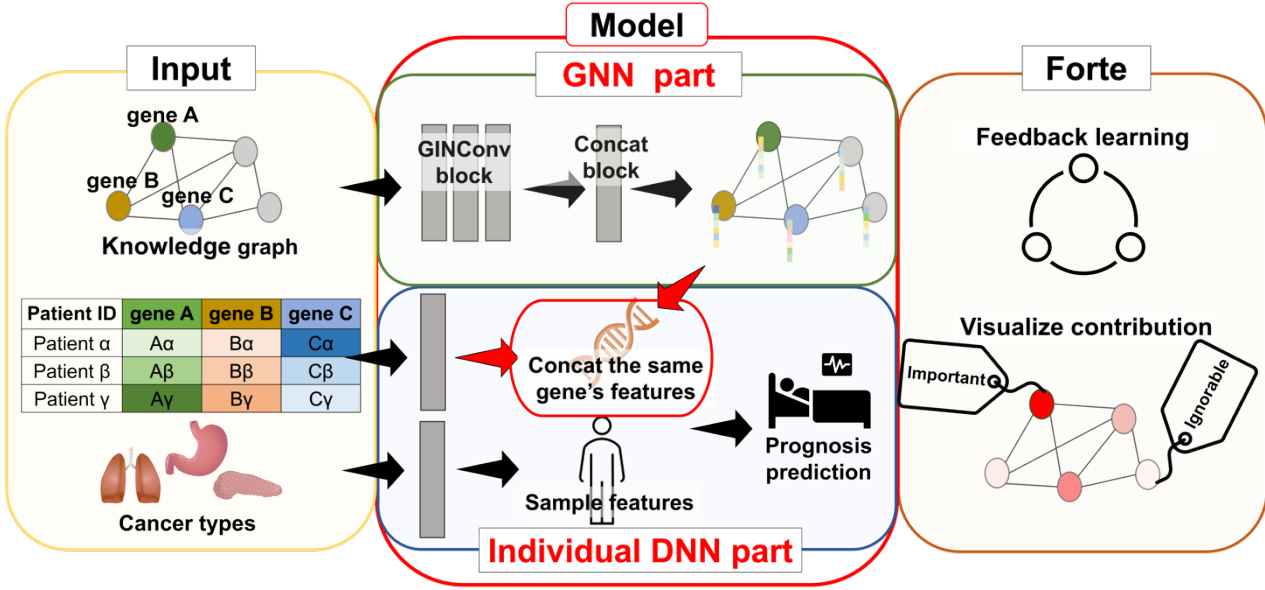 Model
Input
gene A
gene B
gene C
Knowledge graph
Patient ID gene A gene B gene C
Patient α Aα Bα Cα
Patient β Aβ Bβ Cβ
Patient γ Aγ Bγ Cγ
Cancer types
GNN part
GINConv
block
Concat
block
Concat the same
gene's features
Sample features
Prognosis
prediction
Individual DNN part
Forte
Feedback learning
Visualize contribution
Important
Ignorable